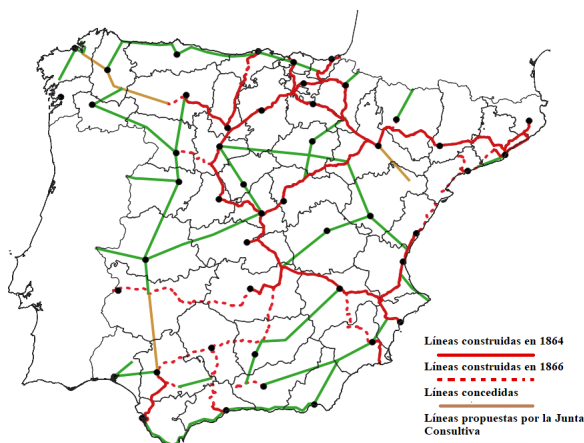 Líneas construidas en 1864
Líneas construidas en 1866
Líneas concedidas
Líneas propuestas por la Junta
Consultiva